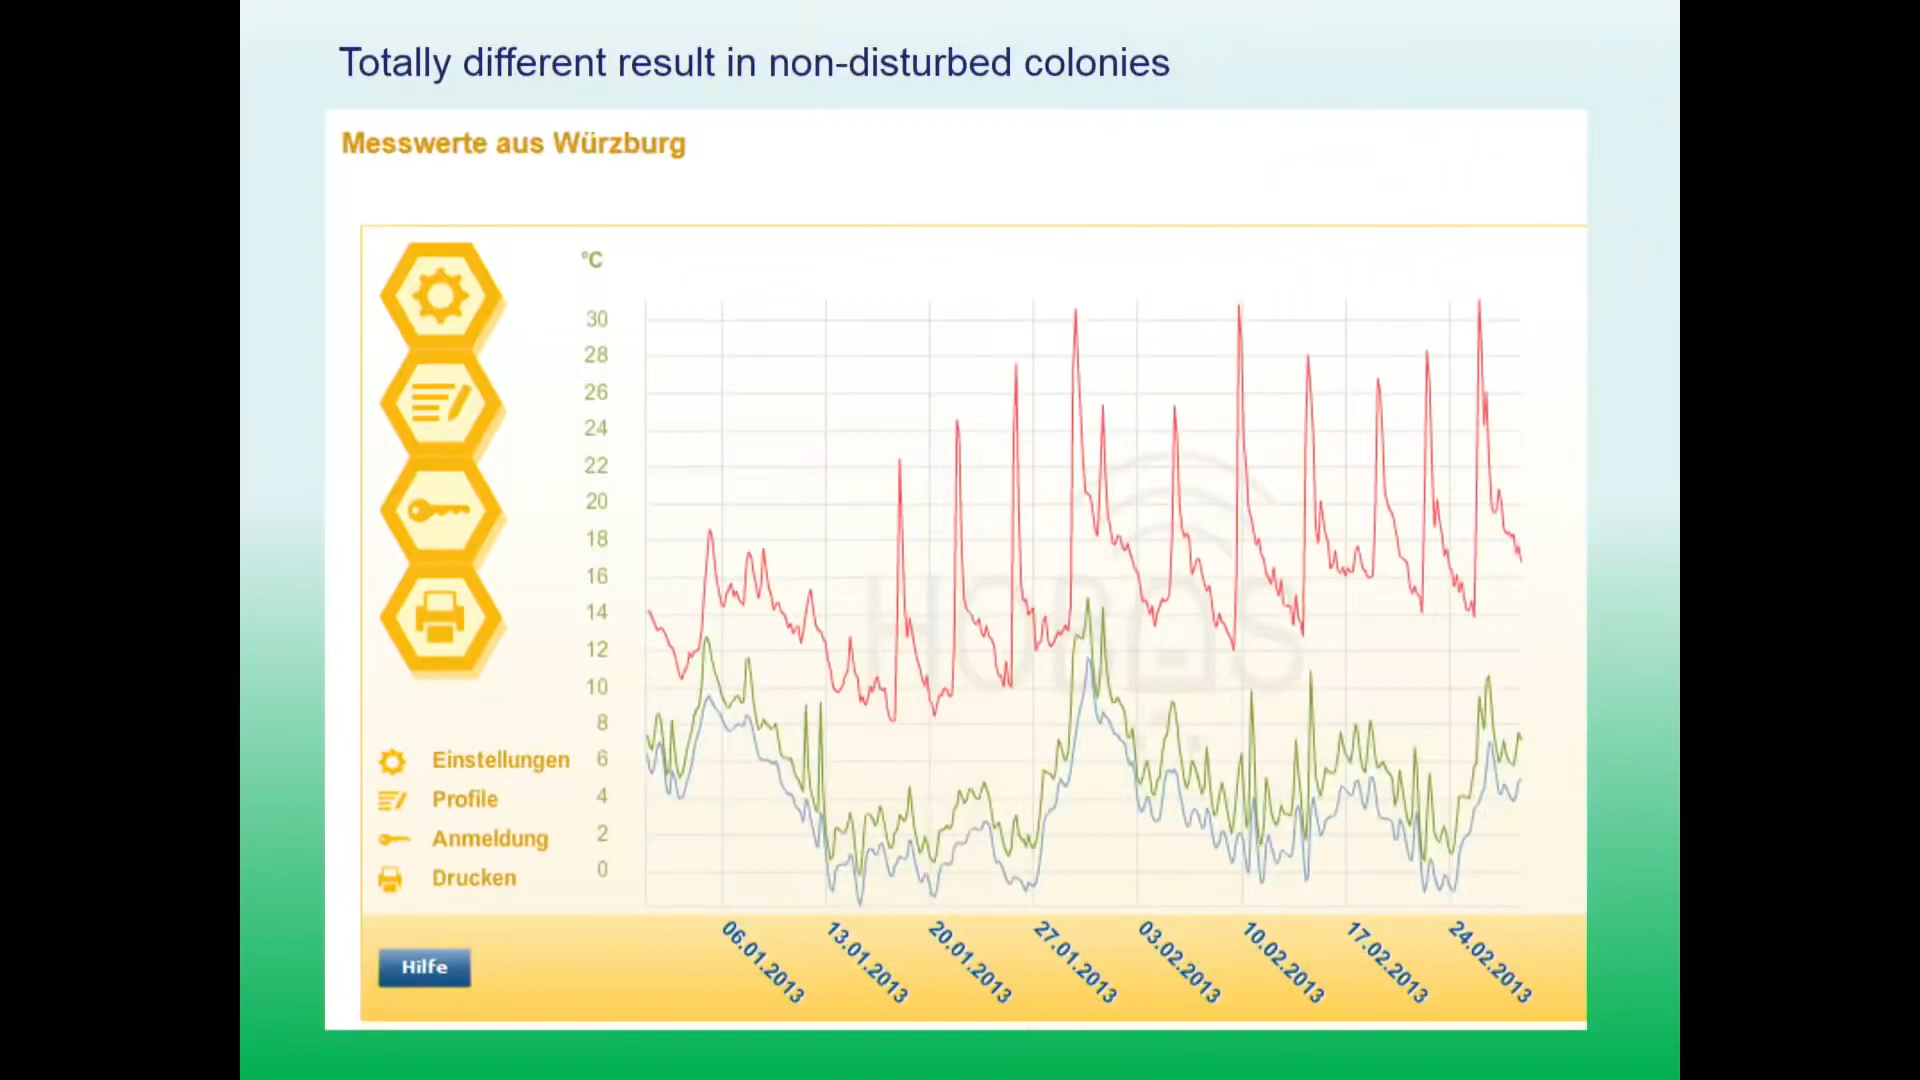 Totally different result in non-disturbed colonies
Messwerte aus Würzburg
°C
30
28
26
24
22
20
18
16
14
12
10
8
6
4
2
0
HOBOS
Einstellungen
Profile
Anmeldung
Drucken
Hilfe
06.01.2013
13.01.2013
20.01.2013
27.01.2013
03.02.2013
10.02.2013
17.02.2013
24.02.2013